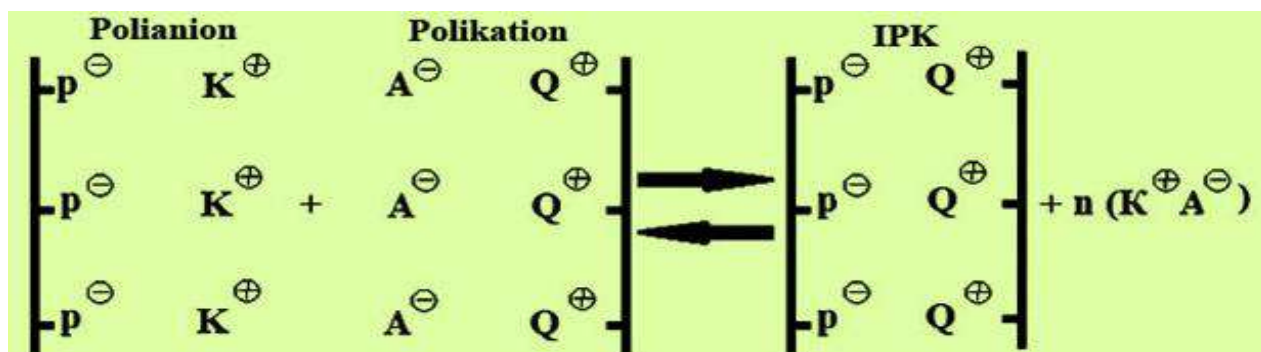 Polianion Polikation IPK
p⊖ K⊕ A⊖ Q⊕ p⊖ Q⊕
p⊖ K⊕ + A⊖ Q⊕ p⊖ Q⊕ + n (K⊕A⊖)
p⊖ K⊕ A⊖ Q⊕ p⊖ Q⊕